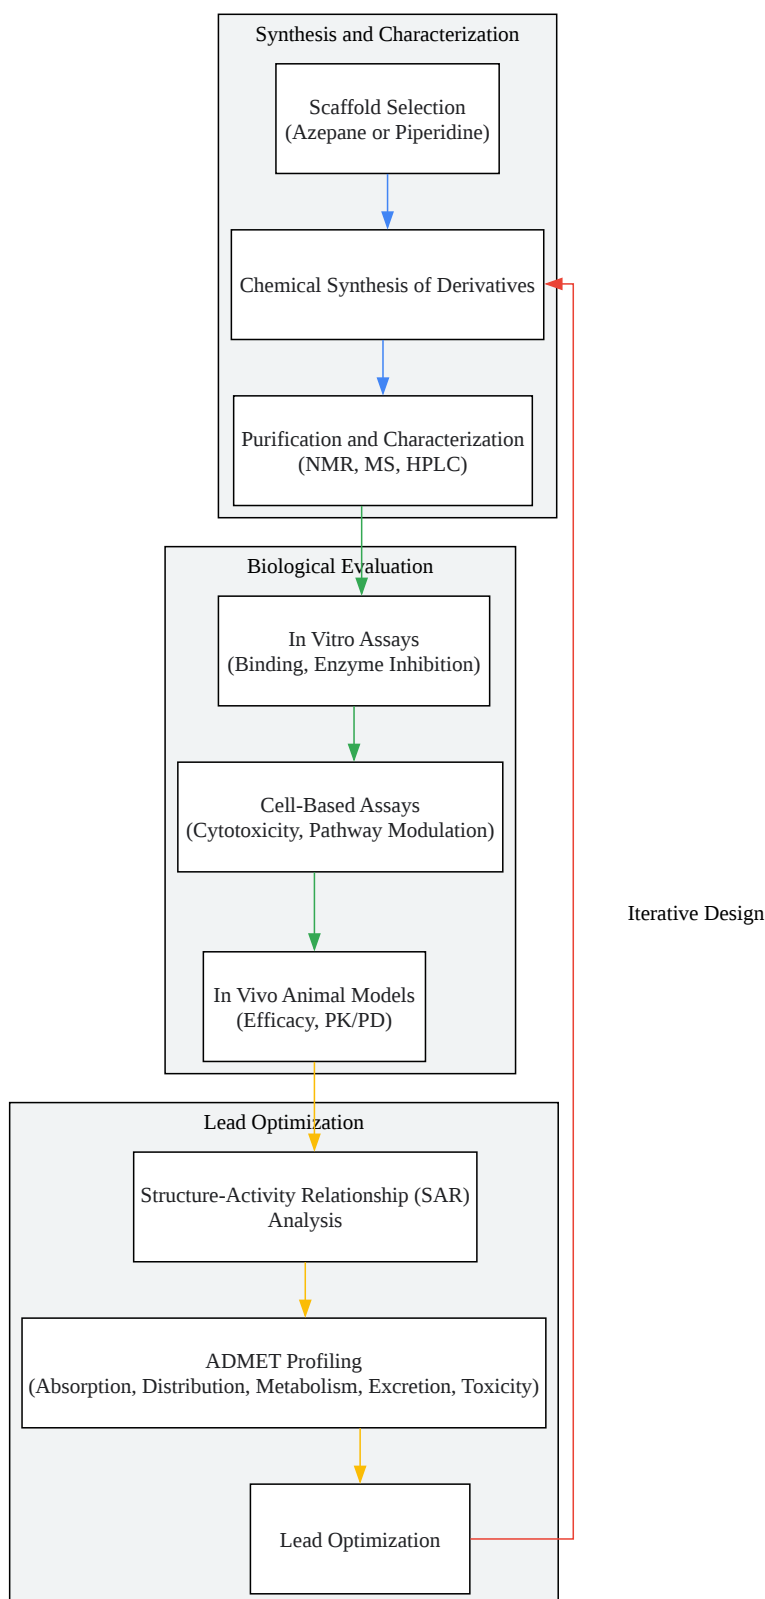 Synthesis and Characterization
Scaffold Selection
(Azepane or Piperidine)
Chemical Synthesis of Derivatives
Purification and Characterization
(NMR, MS, HPLC)
Biological Evaluation
In Vitro Assays
(Binding, Enzyme Inhibition)
Cell-Based Assays
(Cytotoxicity, Pathway Modulation)
Iterative Design
In Vivo Animal Models
(Efficacy, PK/PD)
Lead Optimization
Structure-Activity Relationship (SAR)
Analysis
ADMET Profiling
(Absorption, Distribution, Metabolism, Excretion, Toxicity)
Lead Optimization